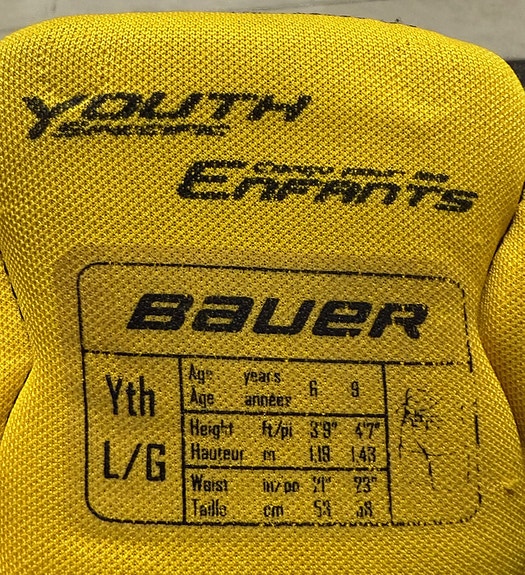 YOUTH
SPECIFIC
Conçu pour les
ENFANTS
BAUER
Yth
L/G
Age years 6 9
Age années
Height ft/pi 3'9" 4'7"
Hauteur m 1.19 1.43
Waist in/po 21" 23"
Taille cm 53 58